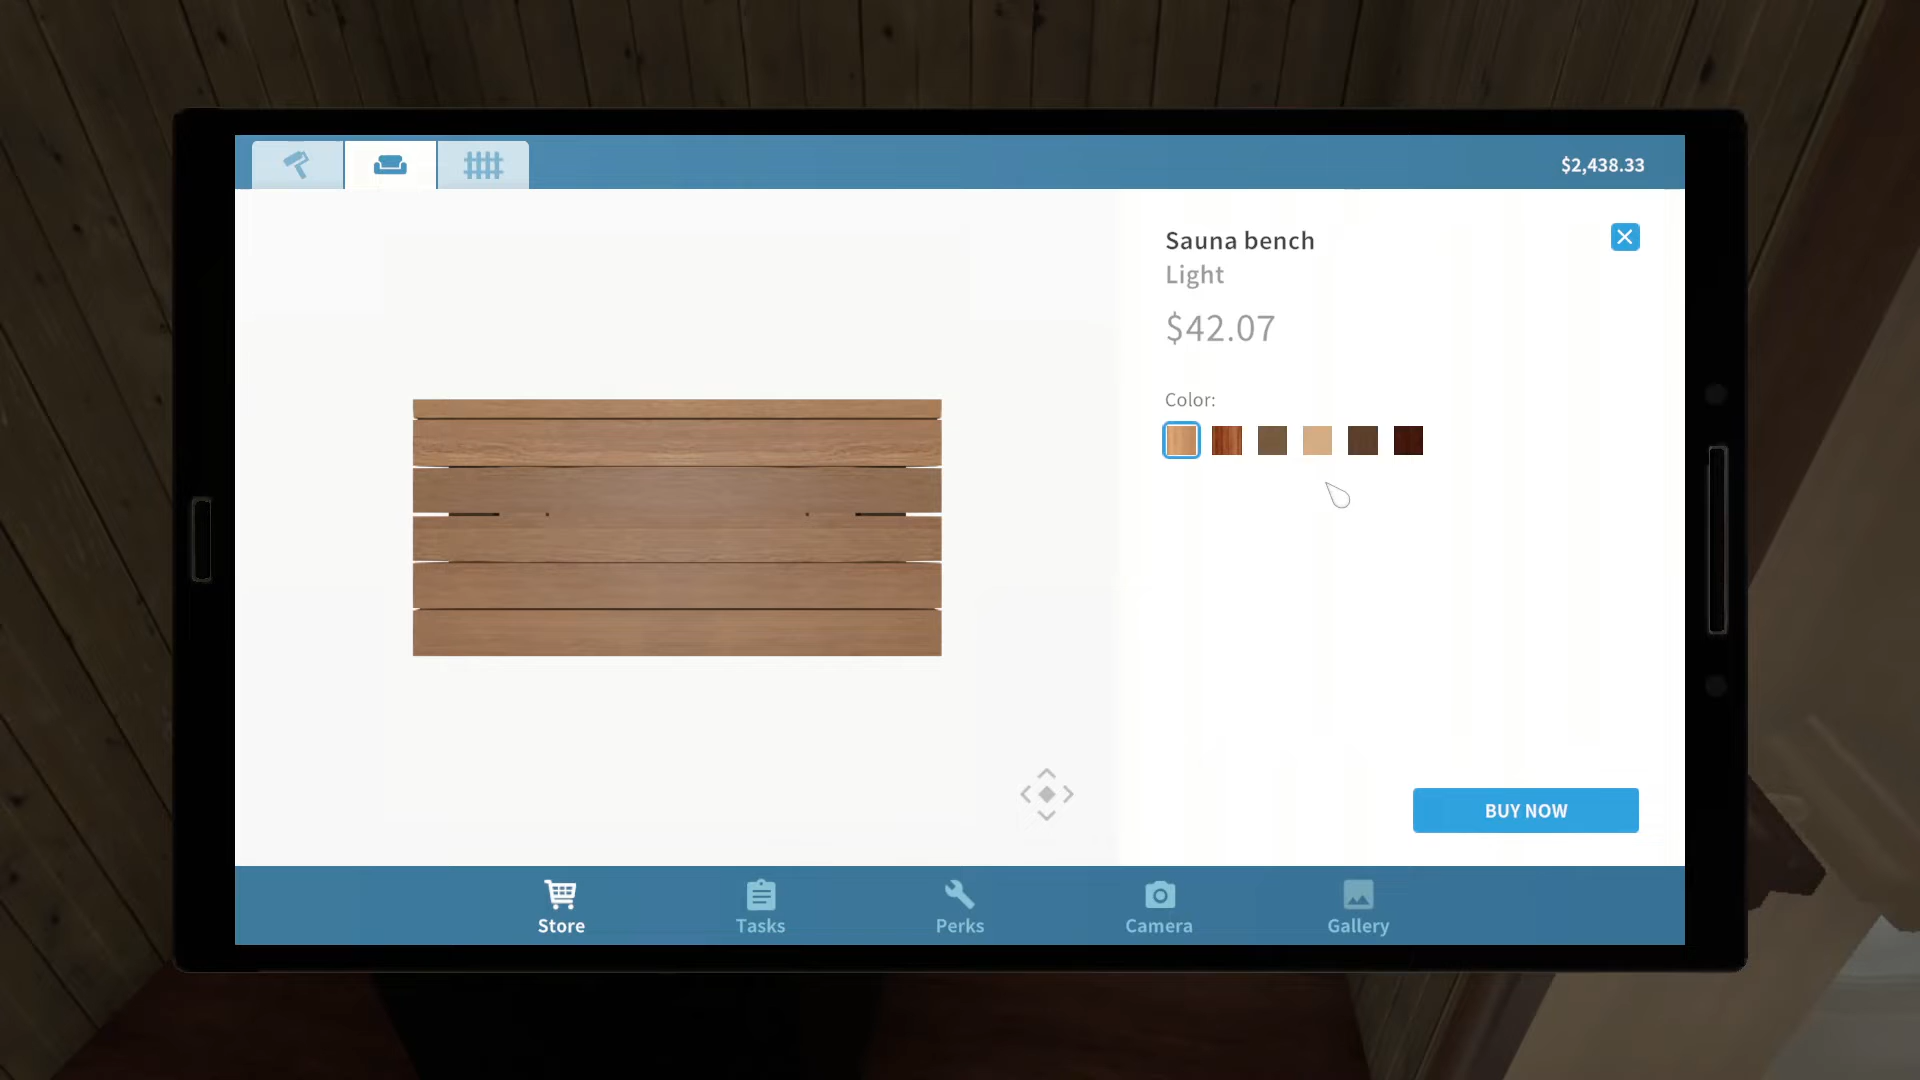 $2,438.33
Sauna bench
Light
$42.07
Color:
BUY NOW
Store
Tasks
Perks
Camera
Gallery